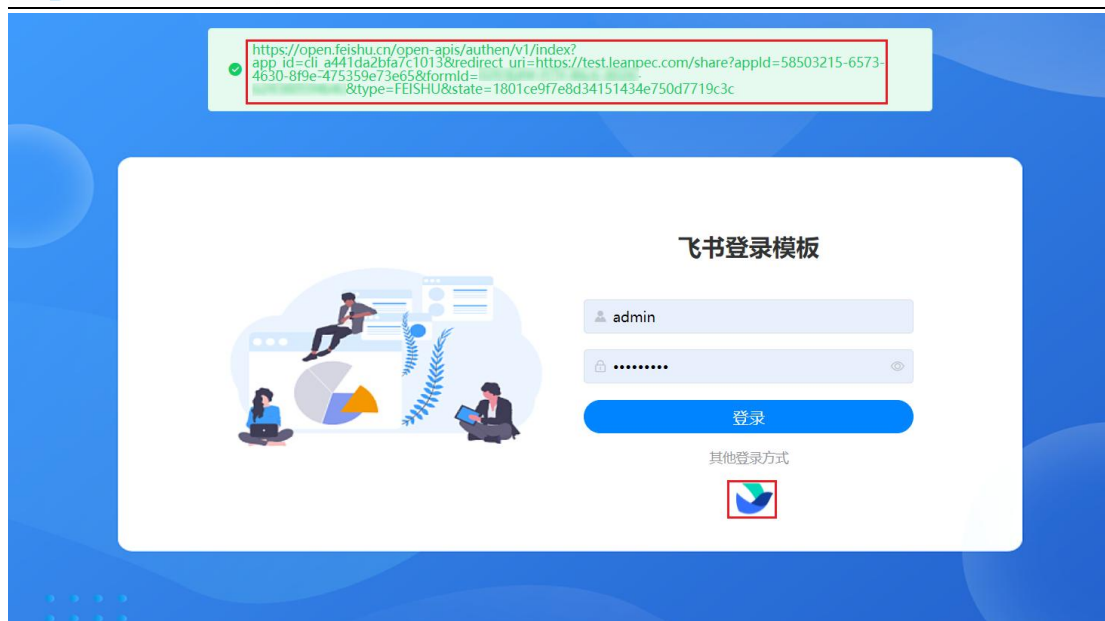 https://open.feishu.cn/open-apis/authen/v1/index?
app_id=cli_a441da2bfa7c1013&redirect_uri=https://test.leanpec.com/share?appId=58503215-6573-
4630-8f9e-475359e73e65&formId=
&type=FEISHU&state=1801ce9f7e8d34151434e750d7719c3c
飞书登录模板
admin
•••••••••
登录
其他登录方式